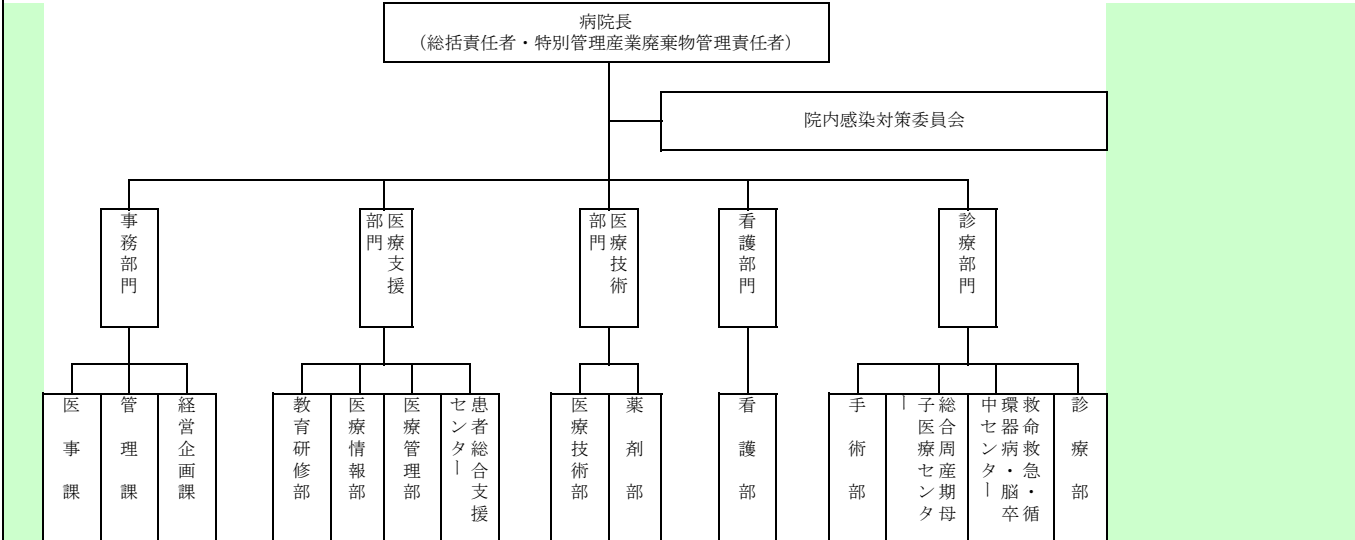 病院長
（総括責任者・特別管理産業廃棄物管理責任者）
院内感染対策委員会
事務部門
医療支援
部門
医療技術
部門
看護部門
診療部門
医事課
管理課
経営企画課
教育研修部
医療情報部
医療管理部
患者総合支援
センター
医療技術部
薬剤部
看護部
手術部
総合周産期母
子医療センタ
ー
救命救急・循
環器病・脳卒
中センター
診療部